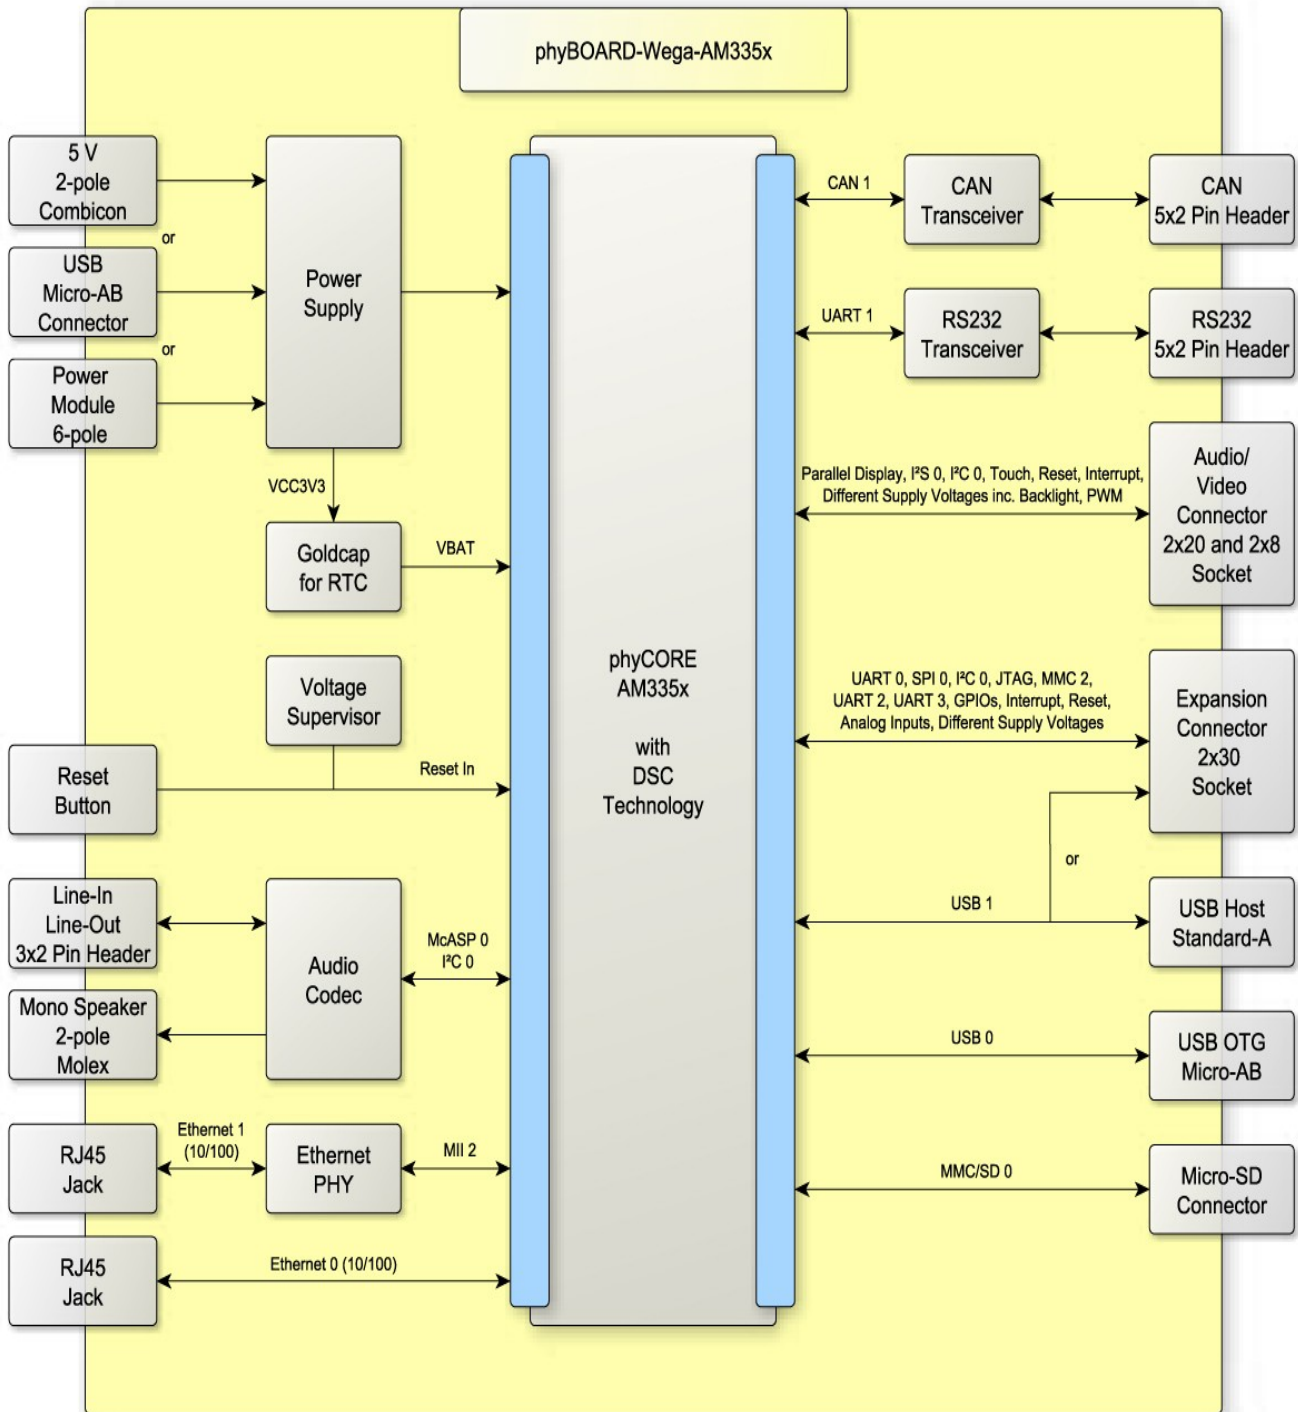 phyBOARD-Wega-AM335x
5 V
2-pole
Combicon
or
USB
Micro-AB
Connector
or
Power
Module
6-pole
Power
Supply
VCC3V3
Goldcap
for RTC
VBAT
Voltage
Supervisor
Reset
Button
Reset In
Line-In
Line-Out
3x2 Pin Header
Mono Speaker
2-pole
Molex
Audio
Codec
McASP 0
I²C 0
RJ45
Jack
Ethernet 1
(10/100)
Ethernet
PHY
MII 2
RJ45
Jack
Ethernet 0 (10/100)
phyCORE
AM335x
with
DSC
Technology
CAN 1
CAN
Transceiver
CAN
5x2 Pin Header
UART 1
RS232
Transceiver
RS232
5x2 Pin Header
Parallel Display, I²S 0, I²C 0, Touch, Reset, Interrupt,
Different Supply Voltages inc. Backlight, PWM
Audio/
Video
Connector
2x20 and 2x8
Socket
UART 0, SPI 0, I²C 0, JTAG, MMC 2,
UART 2, UART 3, GPIOs, Interrupt, Reset,
Analog Inputs, Different Supply Voltages
Expansion
Connector
2x30
Socket
or
USB 1
USB Host
Standard-A
USB 0
USB OTG
Micro-AB
MMC/SD 0
Micro-SD
Connector